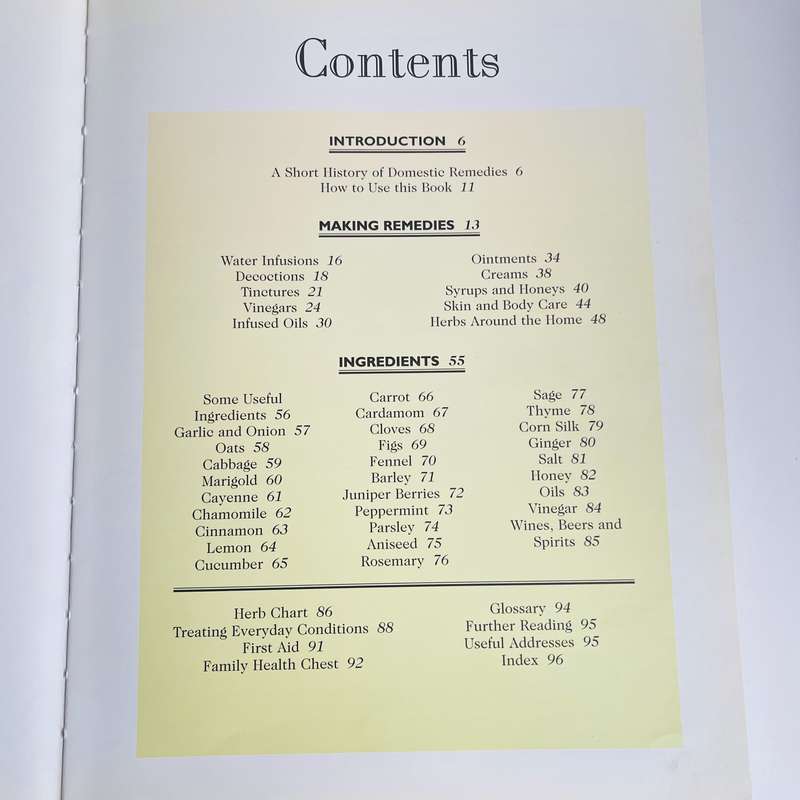 Contents
INTRODUCTION 6
A Short History of Domestic Remedies 6
How to Use this Book 11
MAKING REMEDIES 13
Water Infusions 16
Decoctions 18
Tinctures 21
Vinegars 24
Infused Oils 30
Ointments 34
Creams 38
Syrups and Honeys 40
Skin and Body Care 44
Herbs Around the Home 48
INGREDIENTS 55
Some Useful
Ingredients 56
Garlic and Onion 57
Oats 58
Cabbage 59
Marigold 60
Cayenne 61
Chamomile 62
Cinnamon 63
Lemon 64
Cucumber 65
Carrot 66
Cardamom 67
Cloves 68
Figs 69
Fennel 70
Barley 71
Juniper Berries 72
Peppermint 73
Parsley 74
Aniseed 75
Rosemary 76
Sage 77
Thyme 78
Corn Silk 79
Ginger 80
Salt 81
Honey 82
Oils 83
Vinegar 84
Wines, Beers and
Spirits 85
Herb Chart 86
Treating Everyday Conditions 88
First Aid 91
Family Health Chest 92
Glossary 94
Further Reading 95
Useful Addresses 95
Index 96